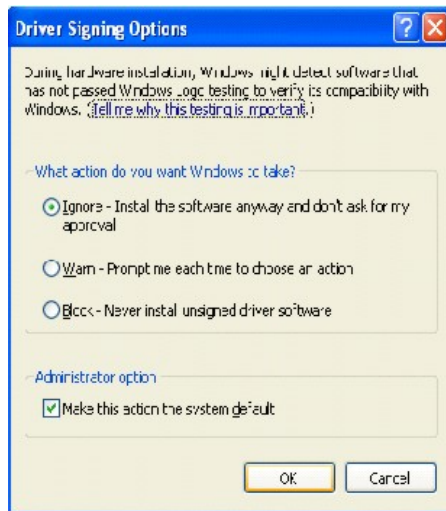 Driver Signing Options
During hardware installation, Windows might detect software that
has not passed Windows Logo testing to verify its compatibility with
Windows. (Tell me why this testing is important.)
What action do you want Windows to take?
Ignore - Install the software anyway and don't ask for my
approval
Warn - Prompt me each time to choose an action
Block - Never install unsigned driver software
Administrator option
Make this action the system default
OK
Cancel